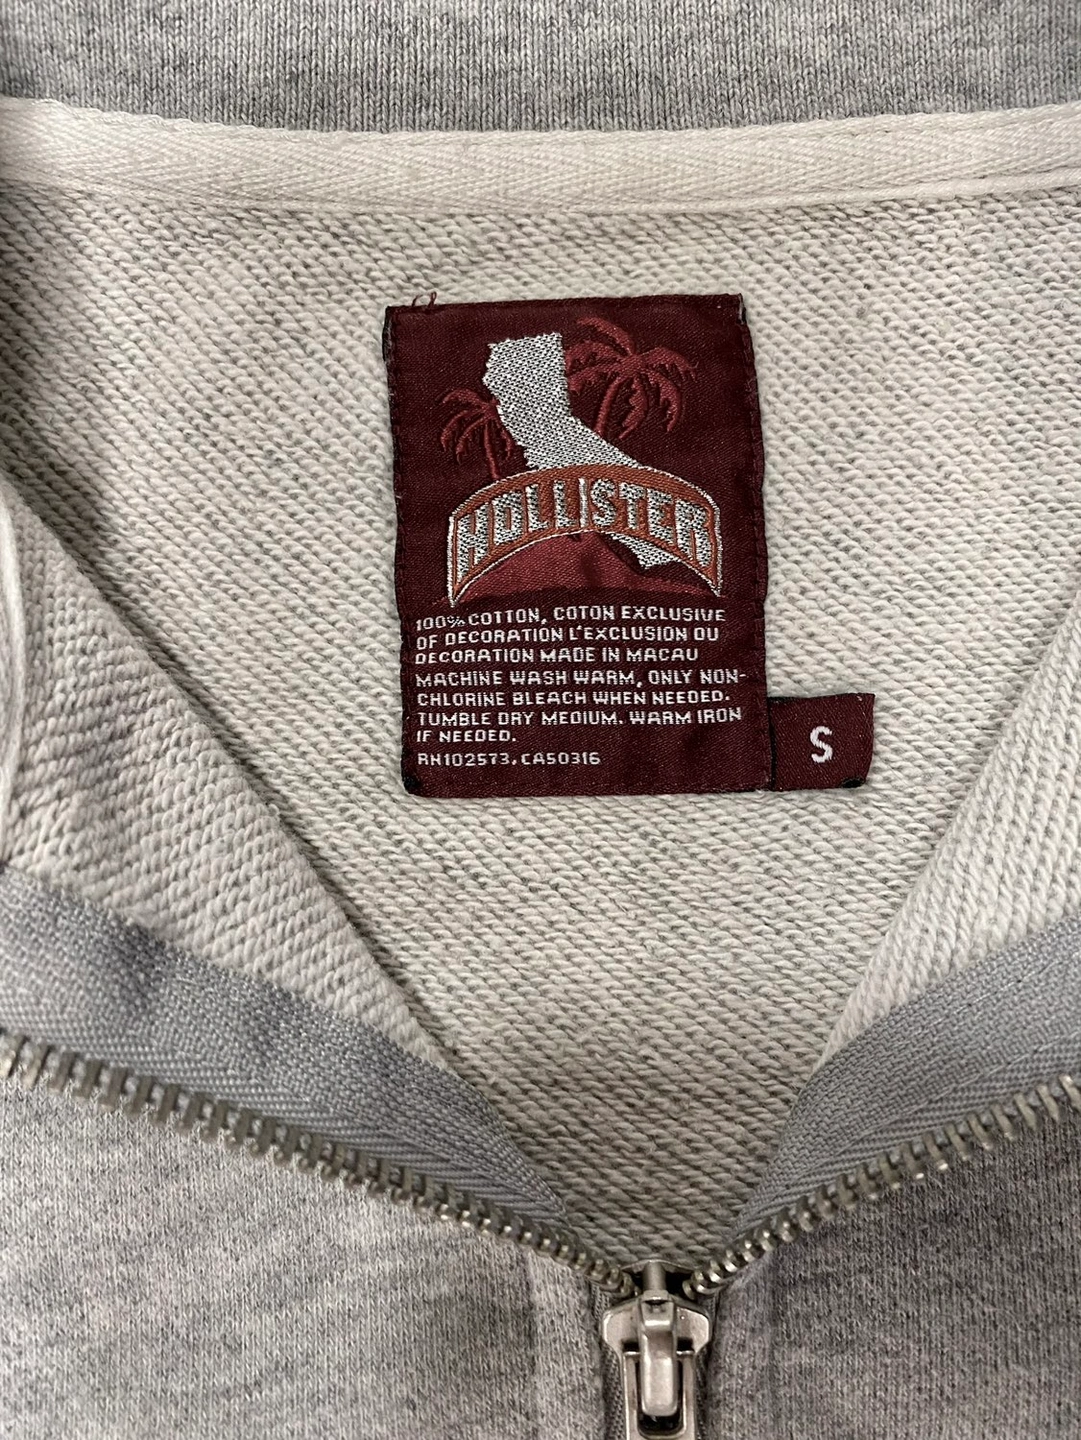 HOLLISTER
100% COTTON, COTON EXCLUSIVE
OF DECORATION L'EXCLUSION DU
DECORATION MADE IN MACAU
MACHINE WASH WARM, ONLY NON-
CHLORINE BLEACH WHEN NEEDED.
TUMBLE DRY MEDIUM. WARM IRON
IF NEEDED.
RN102573.CA50316
S